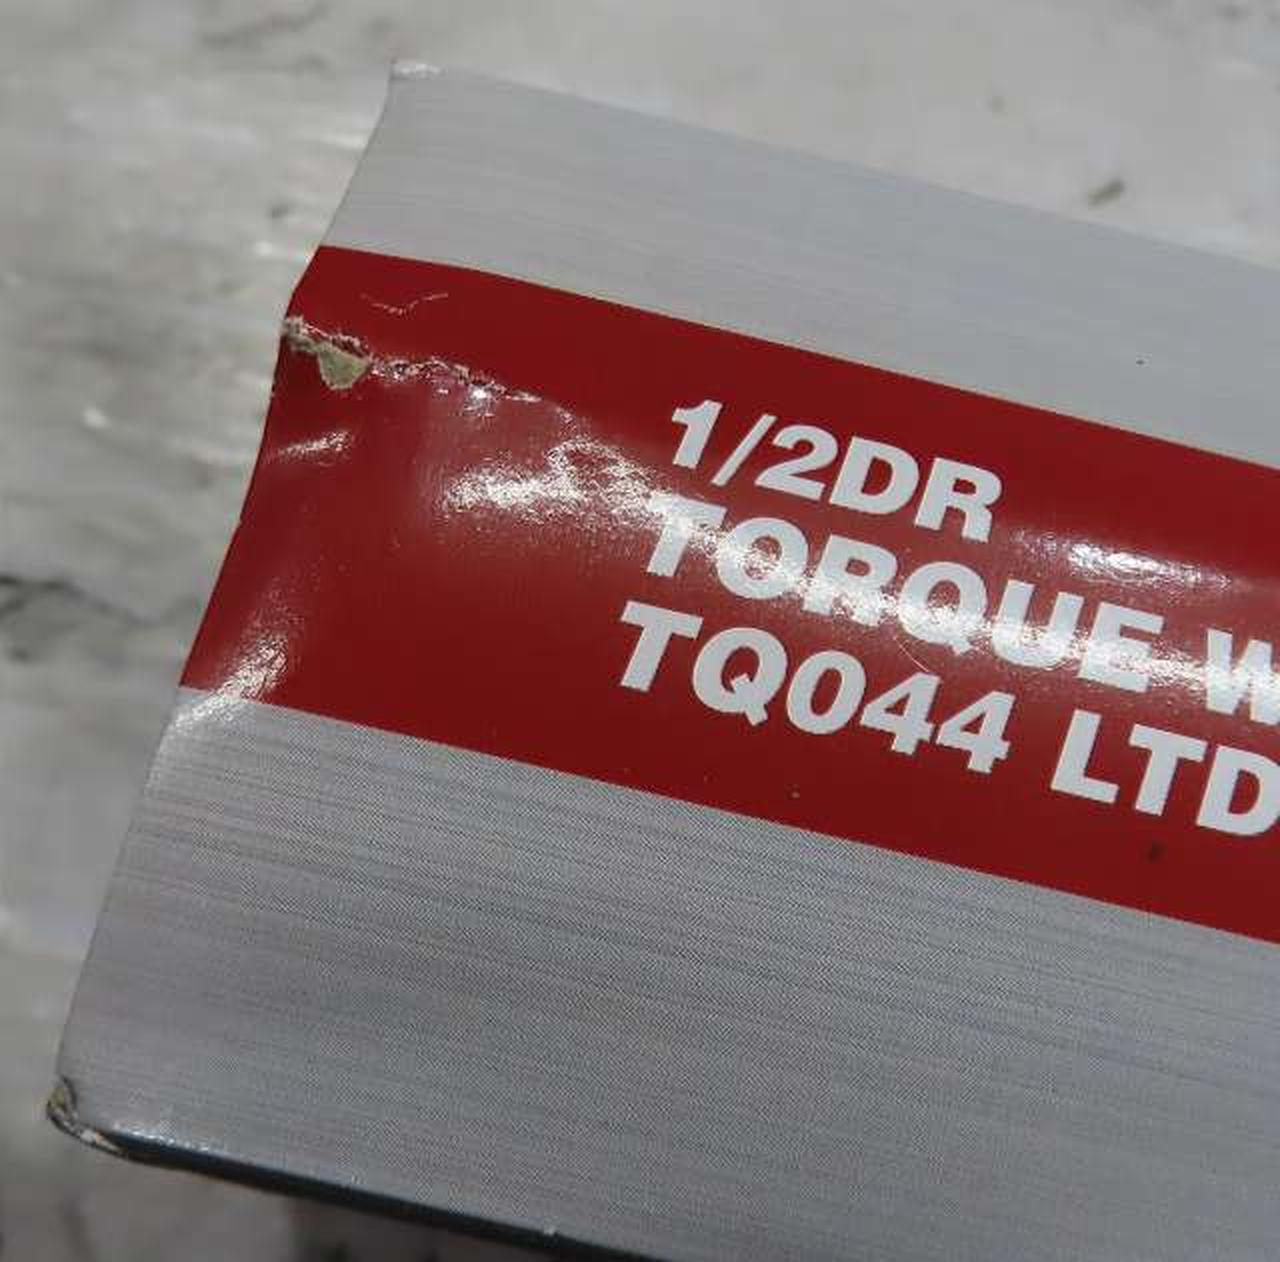 1/2DR
TORQUE W
TQ044 LTD